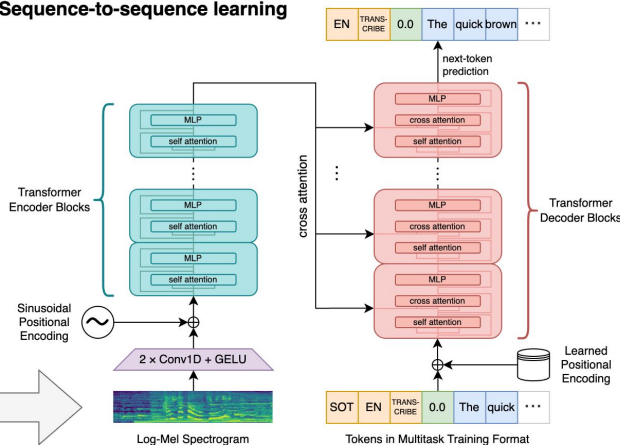 Sequence-to-sequence learning
EN TRANS-CRIBE 0.0 The quick brown ...
next-token
prediction
MLP
self attention
...
MLP
self attention
MLP
self attention
Transformer
Encoder Blocks
cross attention
...
MLP
cross attention
self attention
...
MLP
cross attention
self attention
MLP
cross attention
self attention
Transformer
Decoder Blocks
Sinusoidal
Positional
Encoding
~
2 × Conv1D + GELU
Log-Mel Spectrogram
Learned
Positional
Encoding
SOT EN TRANS-CRIBE 0.0 The quick ...
Tokens in Multitask Training Format